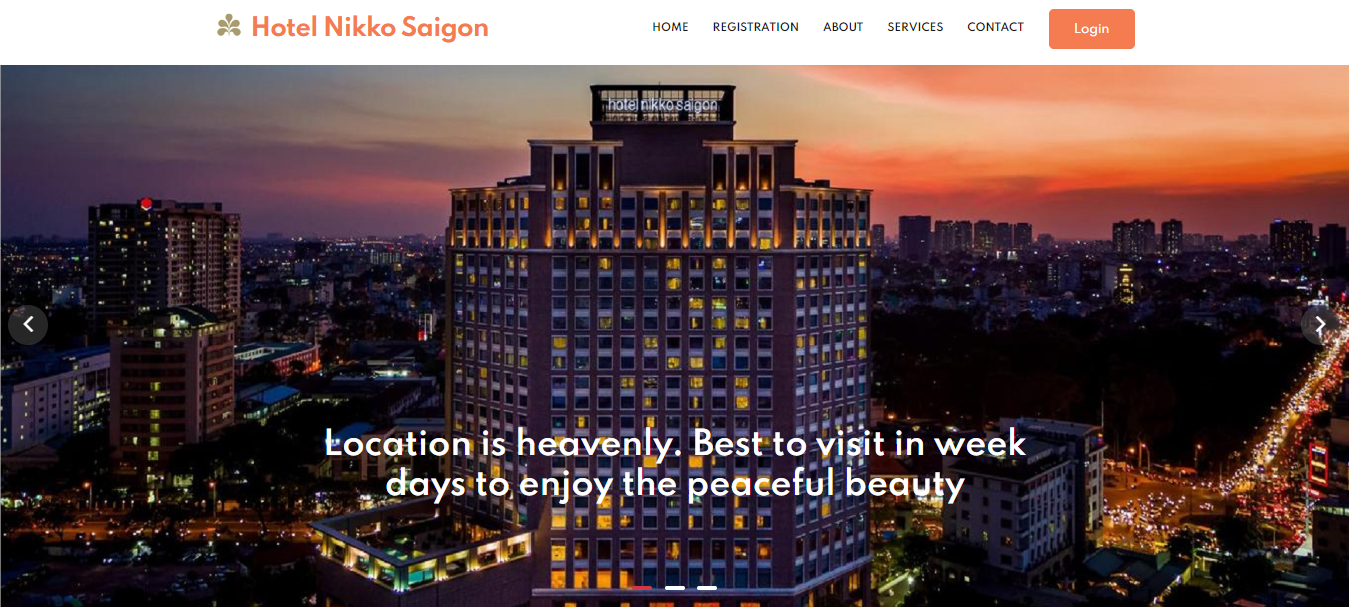 Hotel Nikko Saigon
HOME REGISTRATION ABOUT SERVICES CONTACT Login
hotel nikko saigon
Location is heavenly. Best to visit in week
days to enjoy the peaceful beauty